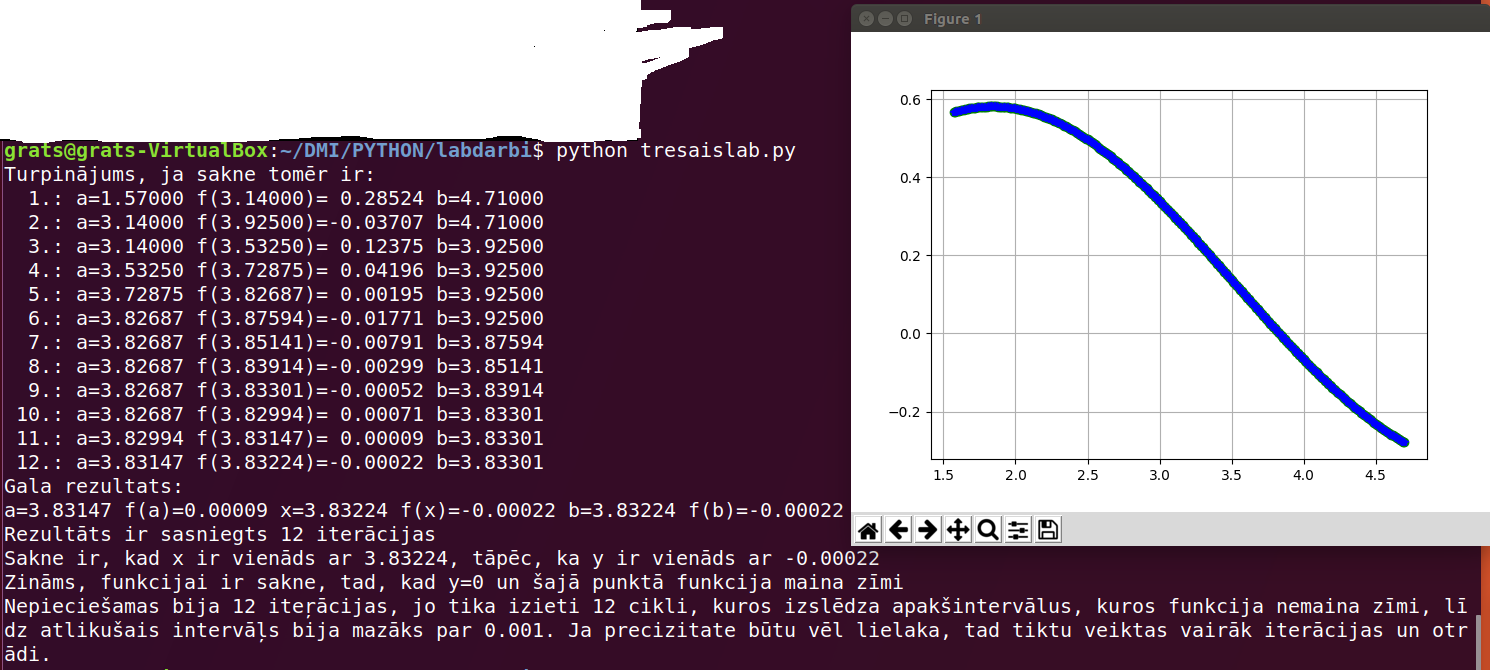 grats@grats-VirtualBox:~/DMI/PYTHON/labdarbi$ python tresaislab.py
Turpinājums, ja sakne tomēr ir:
  1.: a=1.57000 f(3.14000)= 0.28524 b=4.71000
  2.: a=3.14000 f(3.92500)=-0.03707 b=4.71000
  3.: a=3.14000 f(3.53250)= 0.12375 b=3.92500
  4.: a=3.53250 f(3.72875)= 0.04196 b=3.92500
  5.: a=3.72875 f(3.82687)= 0.00195 b=3.92500
  6.: a=3.82687 f(3.87594)=-0.01771 b=3.92500
  7.: a=3.82687 f(3.85141)=-0.00791 b=3.87594
  8.: a=3.82687 f(3.83914)=-0.00299 b=3.85141
  9.: a=3.82687 f(3.83301)=-0.00052 b=3.83914
 10.: a=3.82687 f(3.82994)= 0.00071 b=3.83301
 11.: a=3.82994 f(3.83147)= 0.00009 b=3.83301
 12.: a=3.83147 f(3.83224)=-0.00022 b=3.83301
Gala rezultats:
a=3.83147 f(a)=0.00009 x=3.83224 f(x)=-0.00022 b=3.83224 f(b)=-0.00022
Rezultāts ir sasniegts 12 iterācijas
Sakne ir, kad x ir vienāds ar 3.83224, tāpēc, ka y ir vienāds ar -0.00022
Zināms, funkcijai ir sakne, tad, kad y=0 un šajā punktā funkcija maina zīmi
Nepieciešamas bija 12 iterācijas, jo tika izieti 12 cikli, kuros izslēdza apakšintervālus, kuros funkcija nemaina zīmi, lī
dz atlikušais intervāļs bija mazāks par 0.001. Ja precizitate būtu vēl lielaka, tad tiktu veiktas vairāk iterācijas un otr
ādi.
Figure 1
0.6
0.4
0.2
0.0
−0.2
1.5 2.0 2.5 3.0 3.5 4.0 4.5